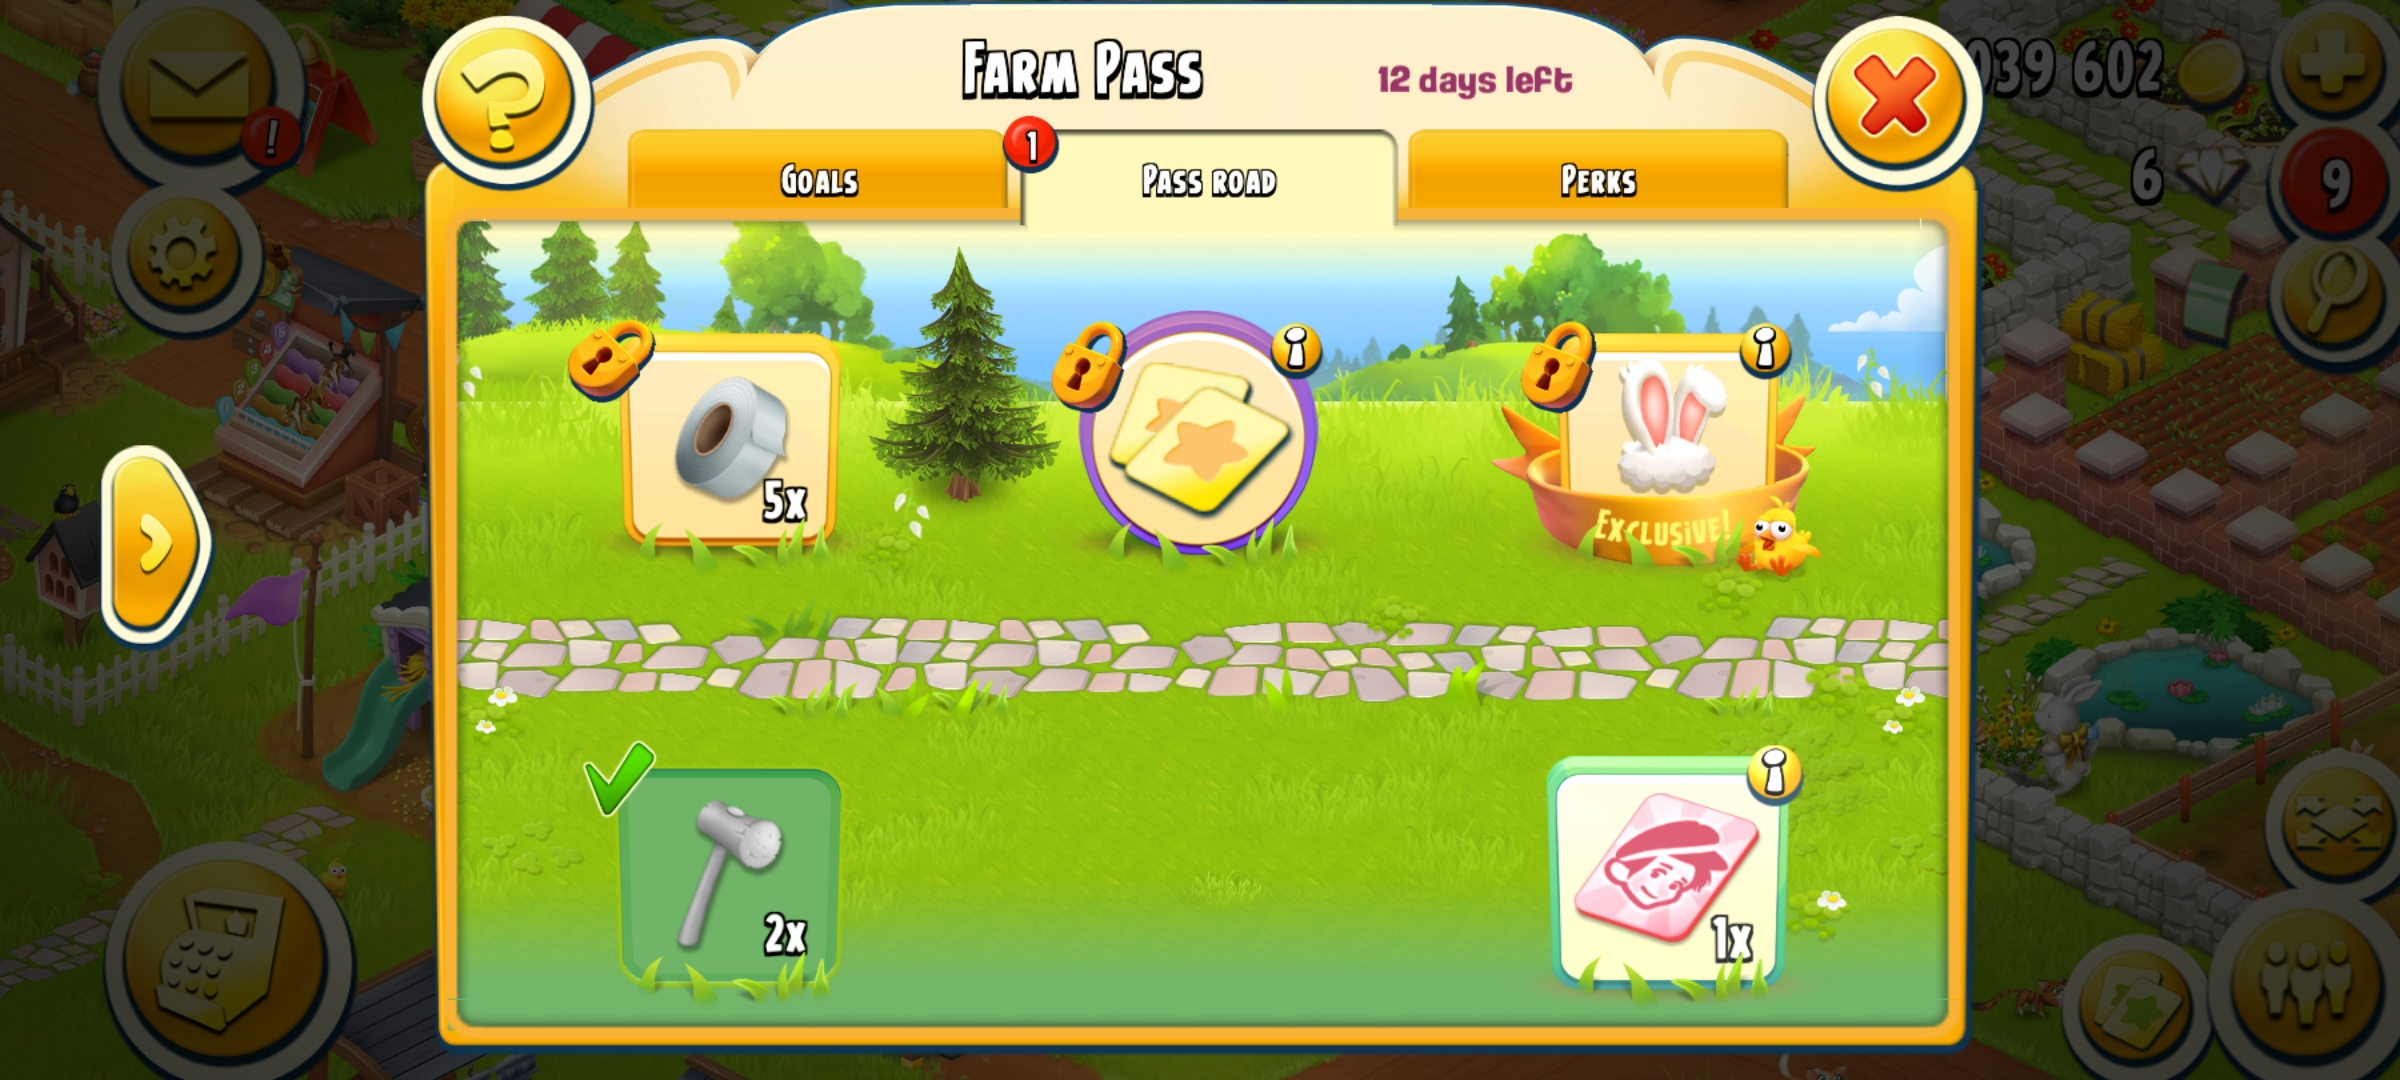 FARM PASS
12 days left
039 602
GOALS
1
PASS ROAD
PERKS
6
9
!
5x
EXCLUSIVE!
2x
1x